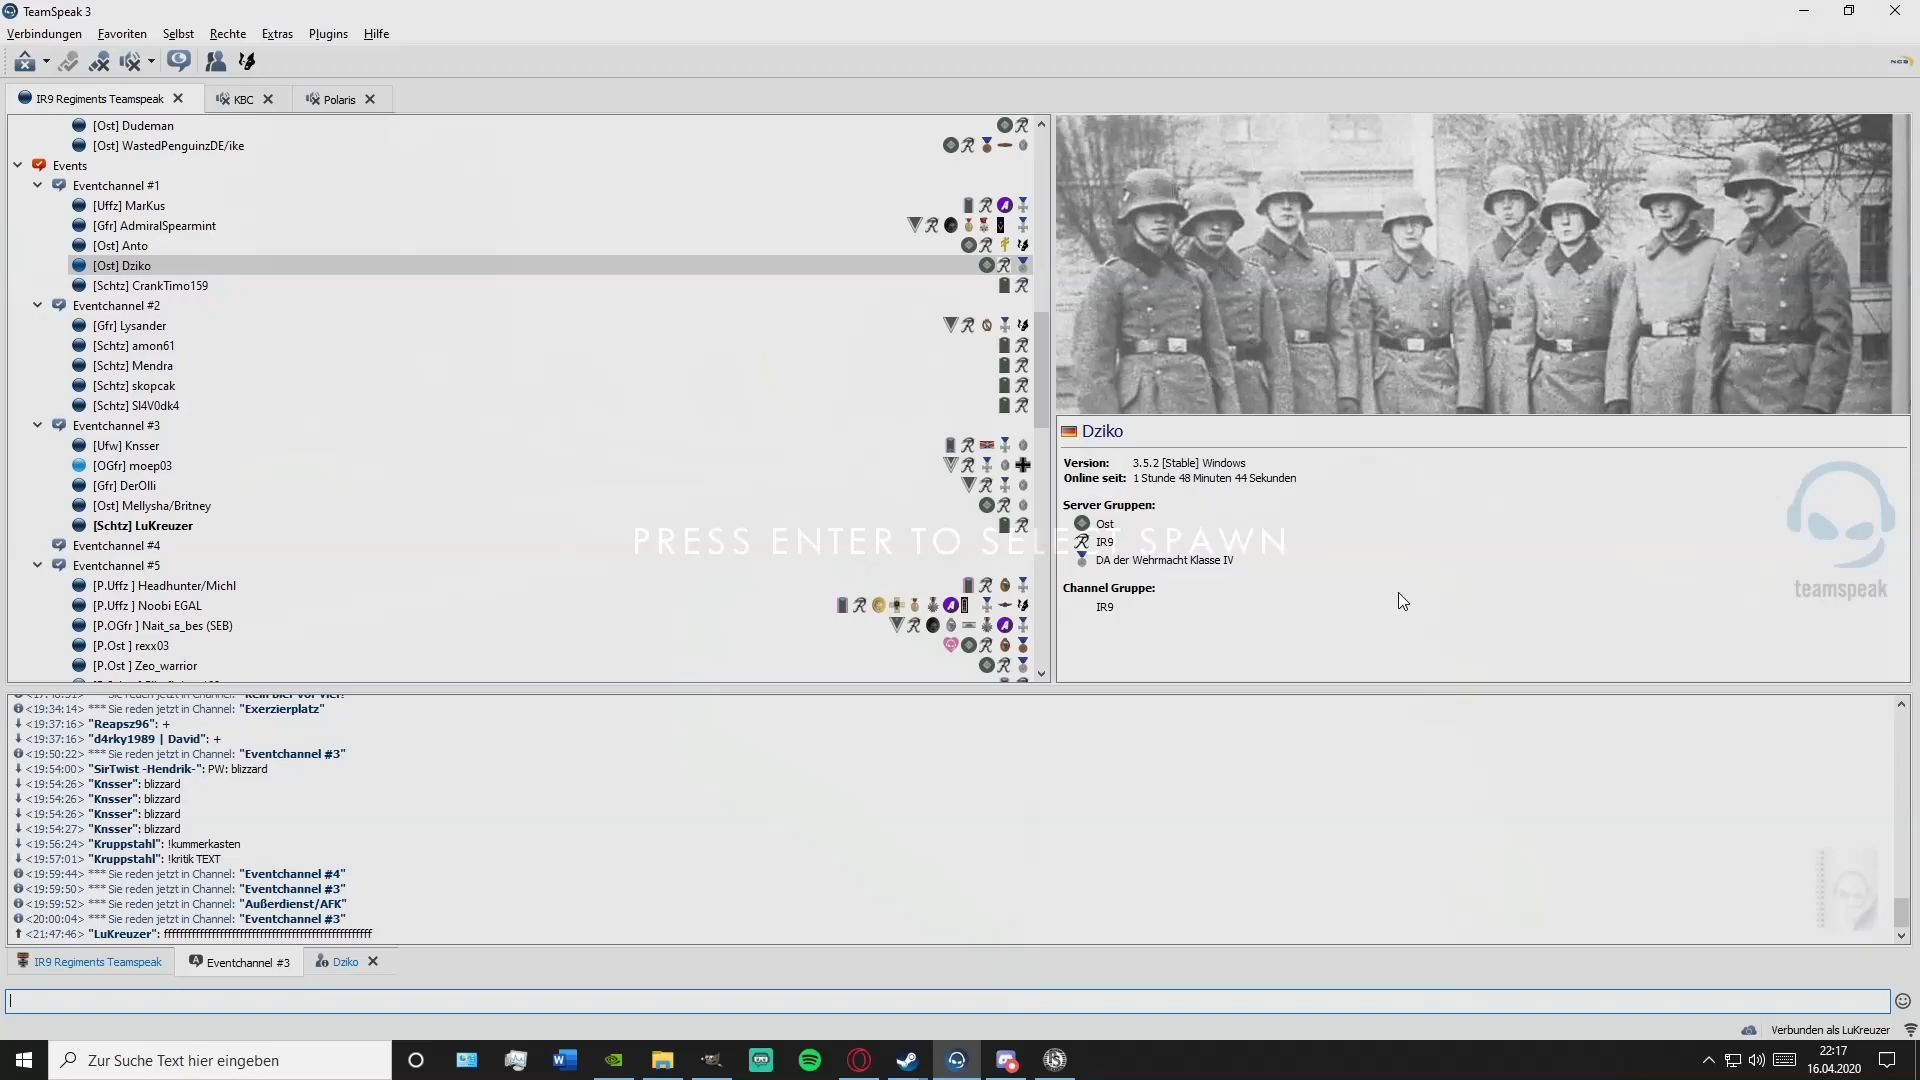 TeamSpeak 3
Verbindungen Favoriten Selbst Rechte Extras Plugins Hilfe
IR9 Regiments Teamspeak KBC Polaris
[Ost] Dudeman
[Ost] WastedPenguinzDE/ike
Events
Eventchannel #1
[Uffz] MarKus
[Gfr] AdmiralSpearmint
[Ost] Anto
[Ost] Dziko
[Schtz] CrankTimo159
Eventchannel #2
[Gfr] Lysander
[Schtz] amon61
[Schtz] Mendra
[Schtz] skopcak
[Schtz] Sl4V0dk4
Eventchannel #3
[Ufw] Knsser
[OGfr] moep03
[Gfr] DerOlli
[Ost] Mellysha/Britney
[Schtz] LuKreuzer
Eventchannel #4
Eventchannel #5
[P.Uffz ] Headhunter/Michl
[P.Uffz ] Noobi EGAL
[P.OGfr ] Nait_sa_bes (SEB)
[P.Ost ] rexx03
[P.Ost ] Zeo_warrior
PRESS ENTER TO SELECT SPAWN
Dziko
Version: 3.5.2 [Stable] Windows
Online seit: 1 Stunde 48 Minuten 44 Sekunden
Server Gruppen:
Ost
IR9
DA der Wehrmacht Klasse IV
Channel Gruppe:
IR9
teamspeak
*** Sie reden jetzt in Channel: "Kein Bier vor vier!"
<19:34:14> *** Sie reden jetzt in Channel: "Exerzierplatz"
<19:37:16> "Reapsz96": +
<19:37:16> "d4rky1989 | David": +
<19:50:22> *** Sie reden jetzt in Channel: "Eventchannel #3"
<19:54:00> "SirTwist -Hendrik-": PW: blizzard
<19:54:26> "Knsser": blizzard
<19:54:26> "Knsser": blizzard
<19:54:26> "Knsser": blizzard
<19:54:27> "Knsser": blizzard
<19:56:24> "Kruppstahl": !kummerkasten
<19:57:01> "Kruppstahl": !kritik TEXT
<19:59:44> *** Sie reden jetzt in Channel: "Eventchannel #4"
<19:59:50> *** Sie reden jetzt in Channel: "Eventchannel #3"
<19:59:52> *** Sie reden jetzt in Channel: "Außerdienst/AFK"
<20:00:04> *** Sie reden jetzt in Channel: "Eventchannel #3"
<21:47:46> "LuKreuzer": ffffffffffffffffffffffffffffffffffffffffffffffffffff
IR9 Regiments Teamspeak Eventchannel #3 Dziko
Verbunden als LuKreuzer
Zur Suche Text hier eingeben
22:17
16.04.2020